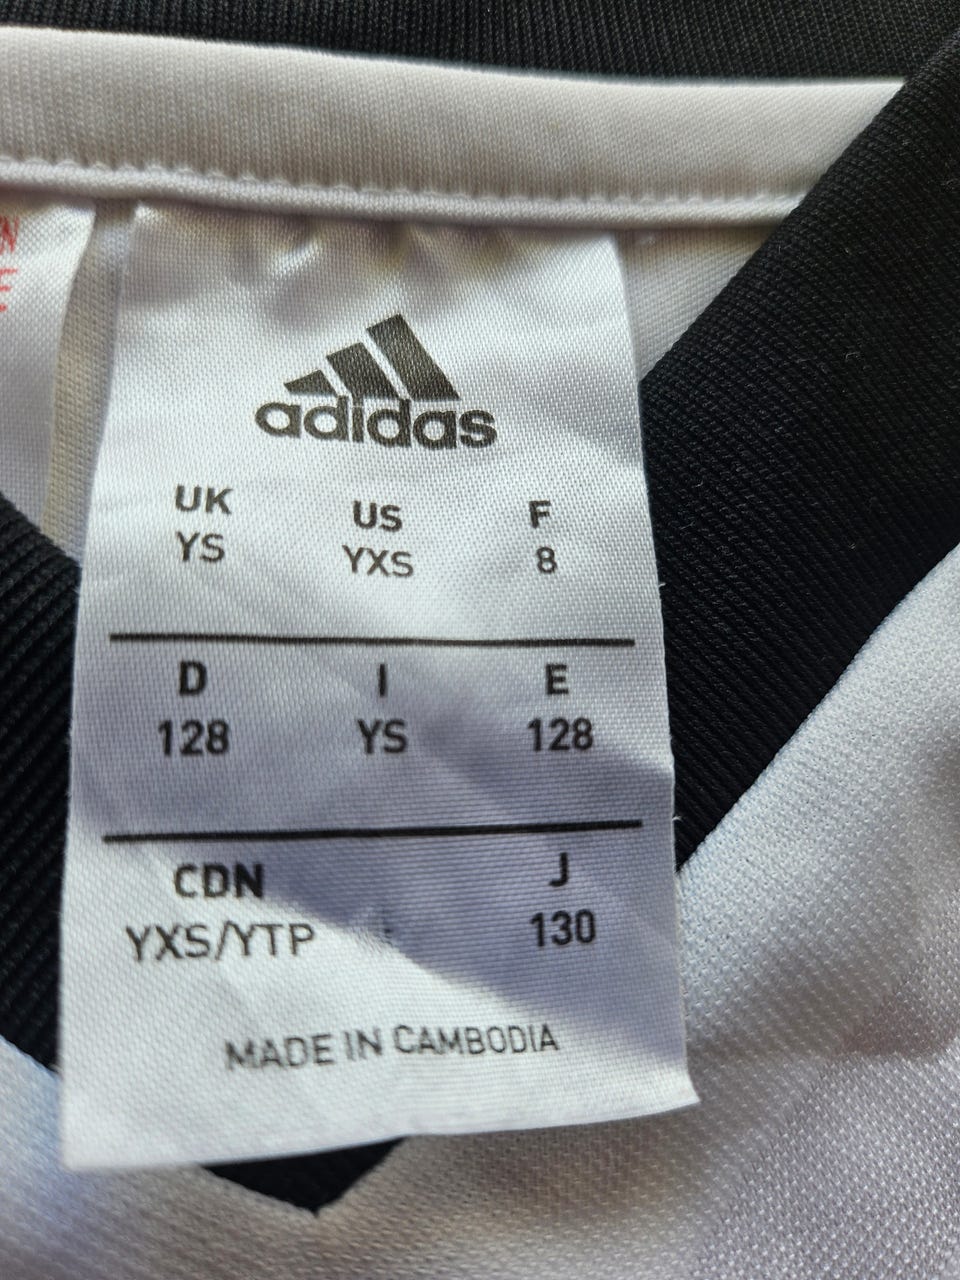 adidas
UK US F
YS YXS 8
D I E
128 YS 128
CDN J
YXS/YTP 130
MADE IN CAMBODIA